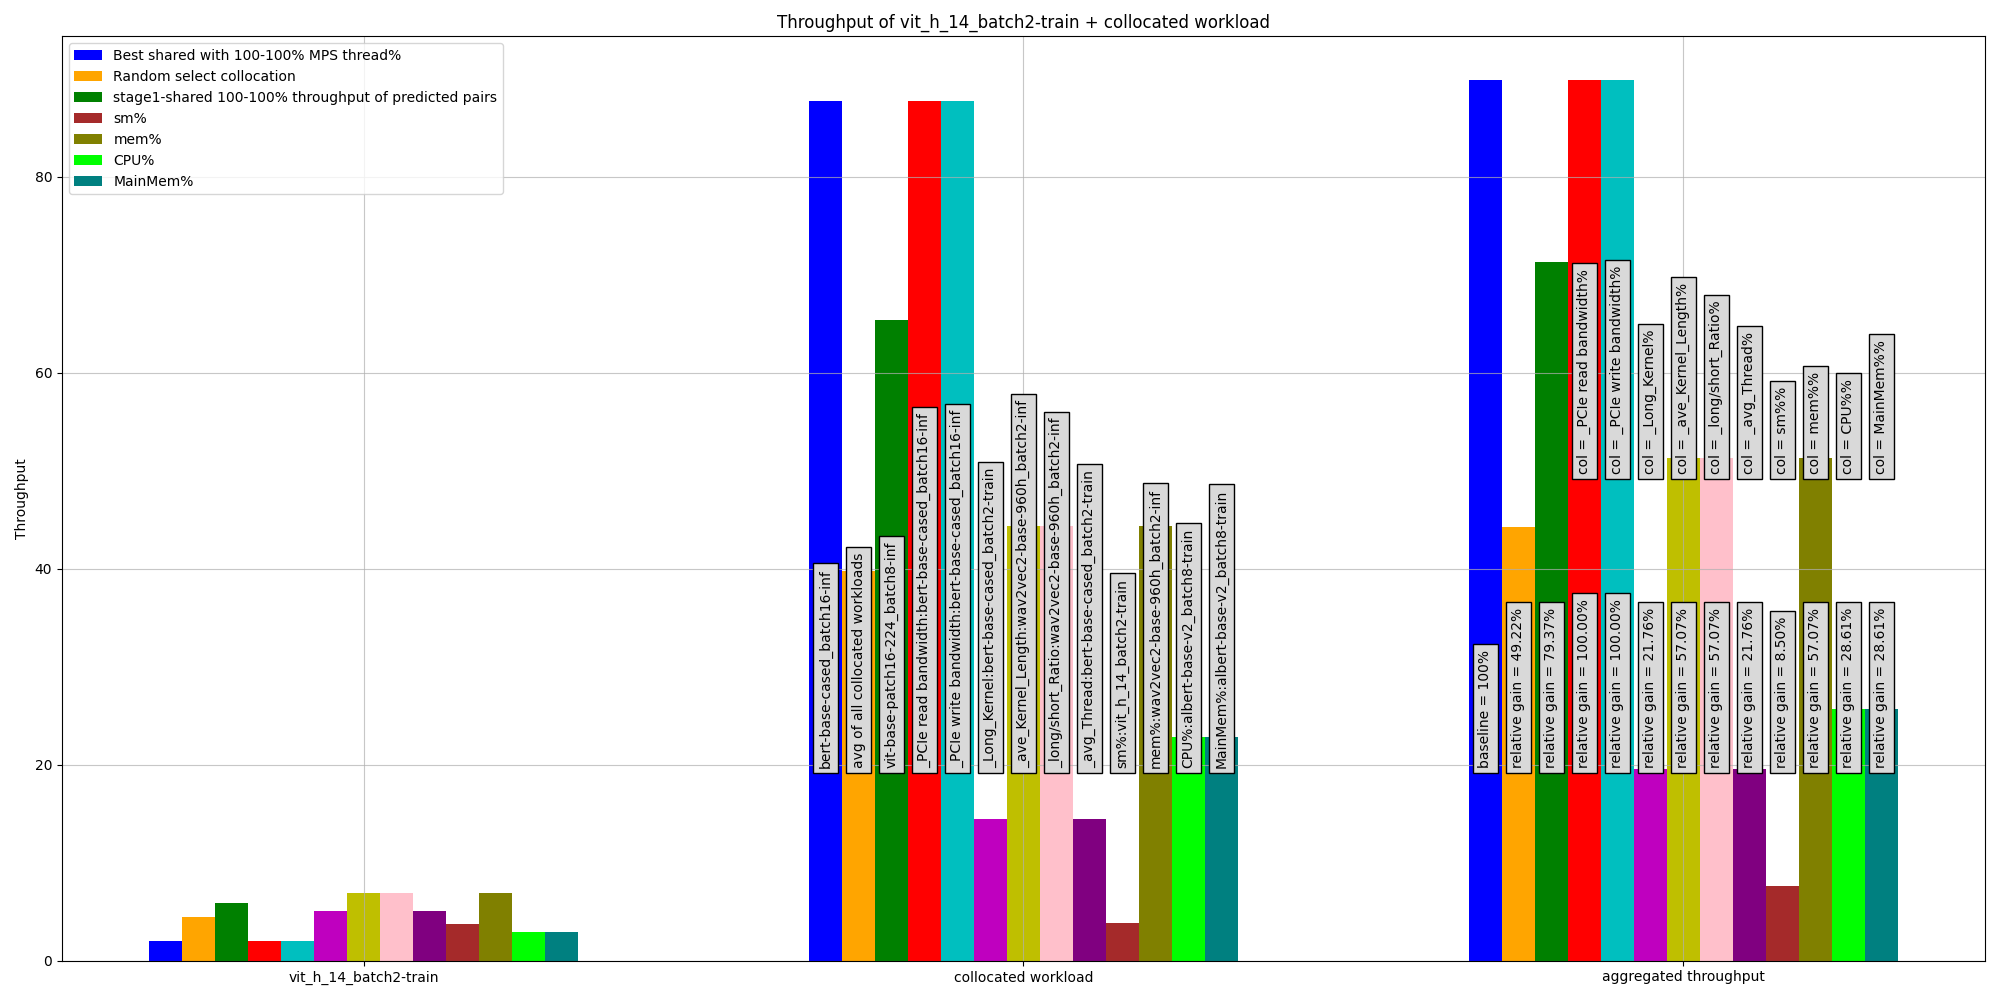 Throughput of vit_h_14_batch2-train + collocated workload
Best shared with 100-100% MPS thread%
Random select collocation
stage1-shared 100-100% throughput of predicted pairs
sm%
mem%
CPU%
MainMem%
Throughput
80
60
40
20
0
bert-base-cased_batch16-inf
avg of all collocated workloads
vit-base-patch16-224_batch8-inf
_PCIe read bandwidth:bert-base-cased_batch16-inf
_PCIe write bandwidth:bert-base-cased_batch16-inf
_Long_Kernel:bert-base-cased_batch2-train
_ave_Kernel_Length:wav2vec2-base-960h_batch2-inf
_long/short_Ratio:wav2vec2-base-960h_batch2-inf
_avg_Thread:bert-base-cased_batch2-train
sm%:vit_h_14_batch2-train
mem%:wav2vec2-base-960h_batch2-inf
CPU%:albert-base-v2_batch8-train
MainMem%:albert-base-v2_batch8-train
col = _PCIe read bandwidth%
col = _PCIe write bandwidth%
col = _Long_Kernel%
col = _ave_Kernel_Length%
col = _long/short_Ratio%
col = _avg_Thread%
col = sm%%
col = mem%%
col = CPU%%
col = MainMem%%
baseline = 100%
relative gain = 49.22%
relative gain = 79.37%
relative gain = 100.00%
relative gain = 100.00%
relative gain = 21.76%
relative gain = 57.07%
relative gain = 57.07%
relative gain = 21.76%
relative gain = 8.50%
relative gain = 57.07%
relative gain = 28.61%
relative gain = 28.61%
vit_h_14_batch2-train
collocated workload
aggregated throughput